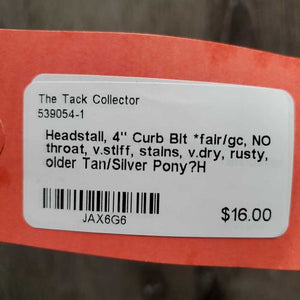 The Tack Collector
539054-1
Headstall, 4" Curb Bit *fair/gc, NO
throat, v.stiff, stains, v.dry, rusty,
older Tan/Silver Pony?H
JAX6G6
$16.00